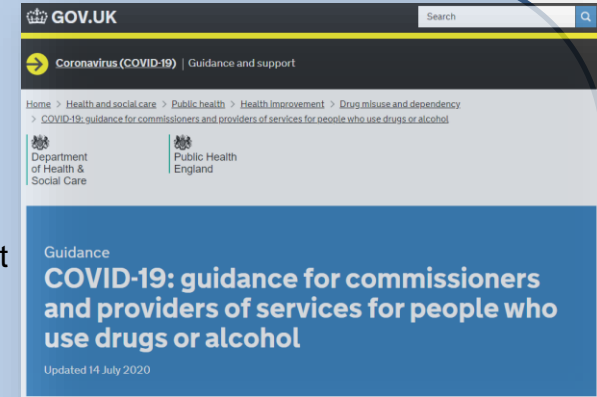 GOV.UK
Search
Coronavirus (COVID-19) | Guidance and support
Home > Health and social care > Public health > Health improvement > Drug misuse and dependency
> COVID-19: guidance for commissioners and providers of services for people who use drugs or alcohol
Department
of Health &
Social Care
Public Health
England
t
Guidance
COVID-19: guidance for commissioners
and providers of services for people who
use drugs or alcohol
Updated 14 July 2020